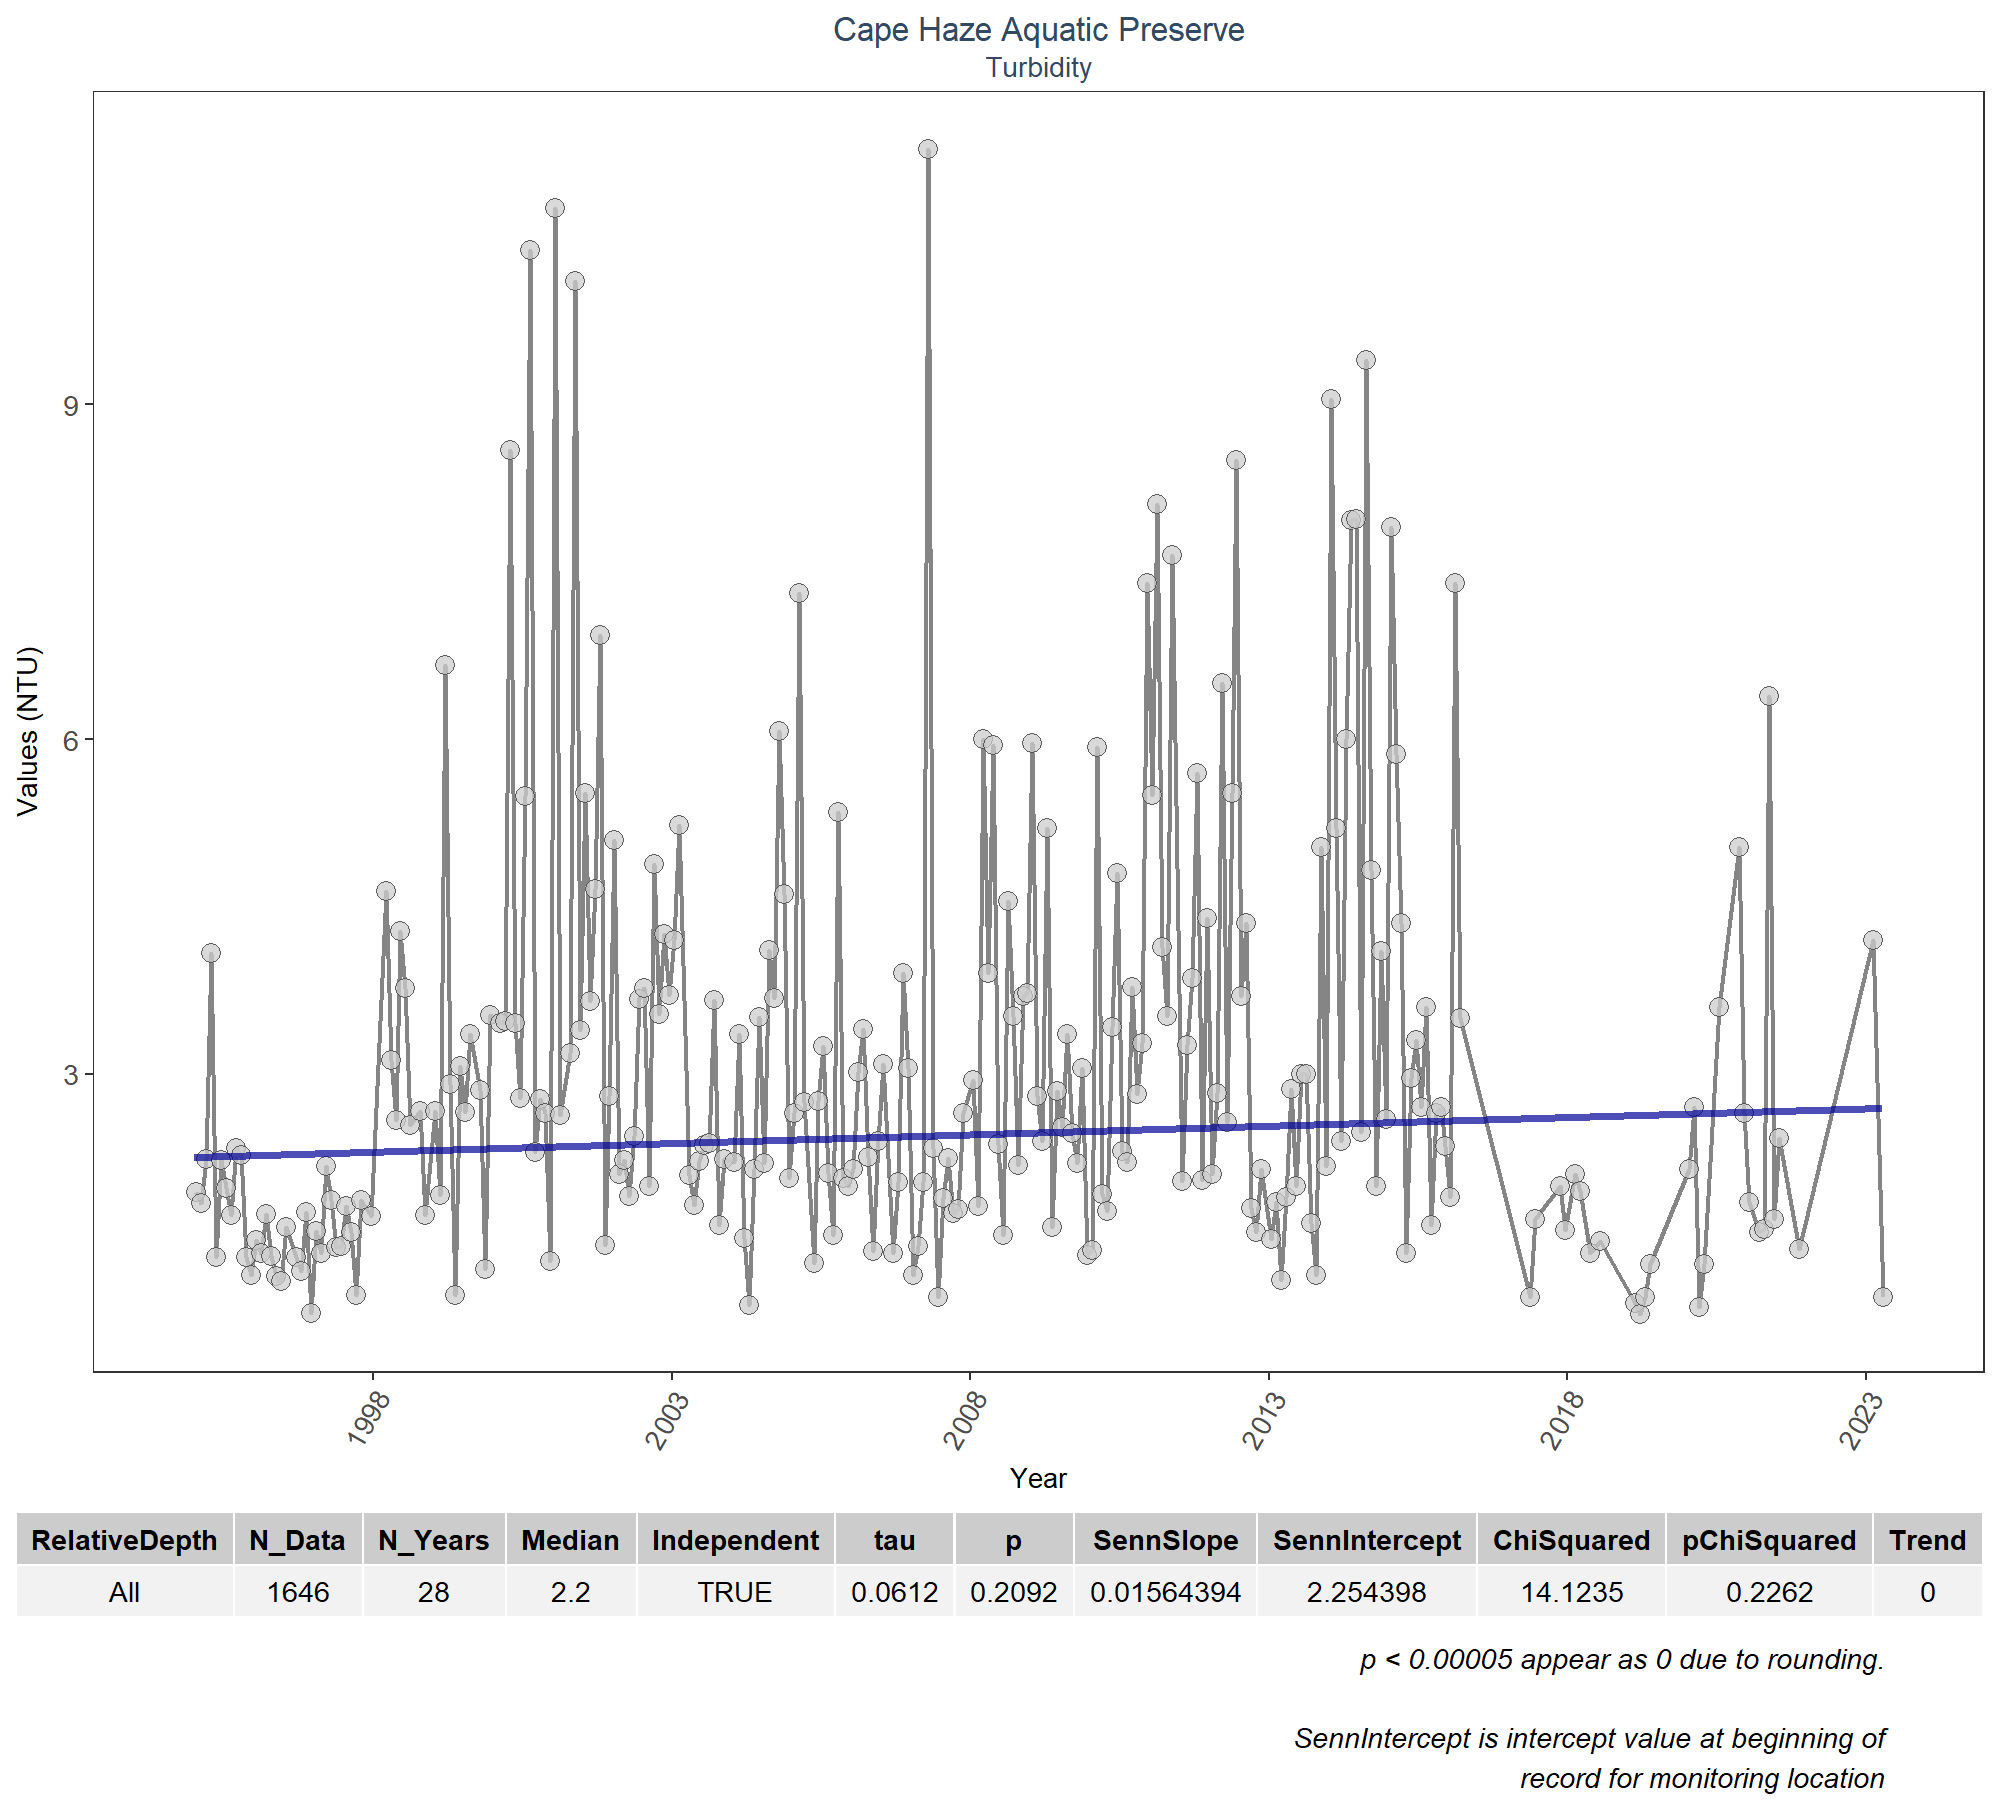 Cape Haze Aquatic Preserve
Turbidity
Values (NTU)
9
6
3
1998 2003 2008 2013 2018 2023
Year
RelativeDepth N_Data N_Years Median Independent tau p SennSlope SennIntercept ChiSquared pChiSquared Trend
All 1646 28 2.2 TRUE 0.0612 0.2092 0.01564394 2.254398 14.1235 0.2262 0
p < 0.00005 appear as 0 due to rounding.
SennIntercept is intercept value at beginning of
record for monitoring location